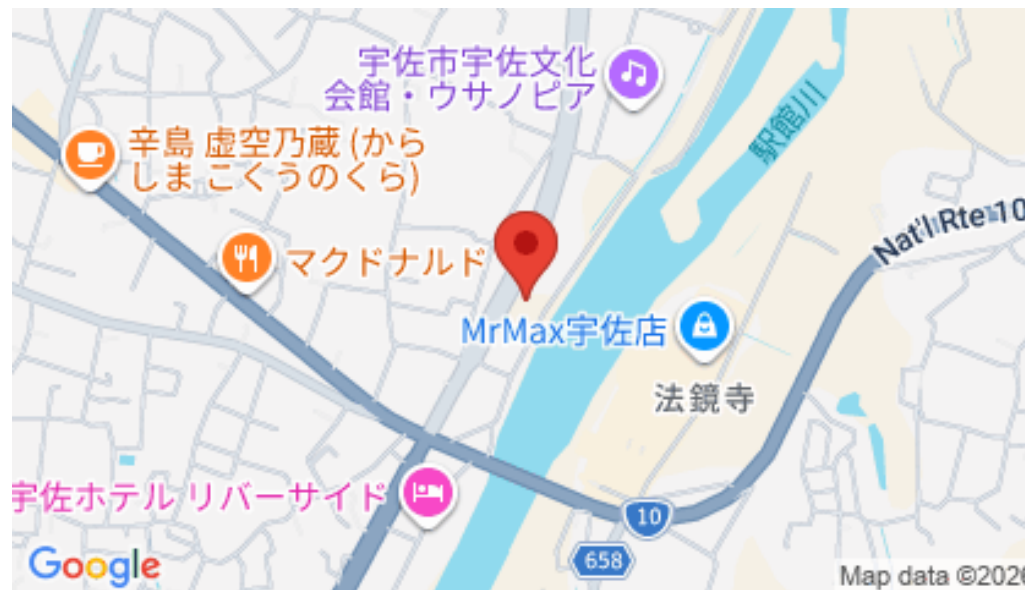 宇佐市宇佐文化
会館・ウサノピア
駅館川
辛島 虚空乃蔵 (から
しま こくうのくら)
Nat'l Rte 10
マクドナルド
MrMax宇佐店
法鏡寺
宇佐ホテル リバーサイド
10
658
Google
Map data ©2026